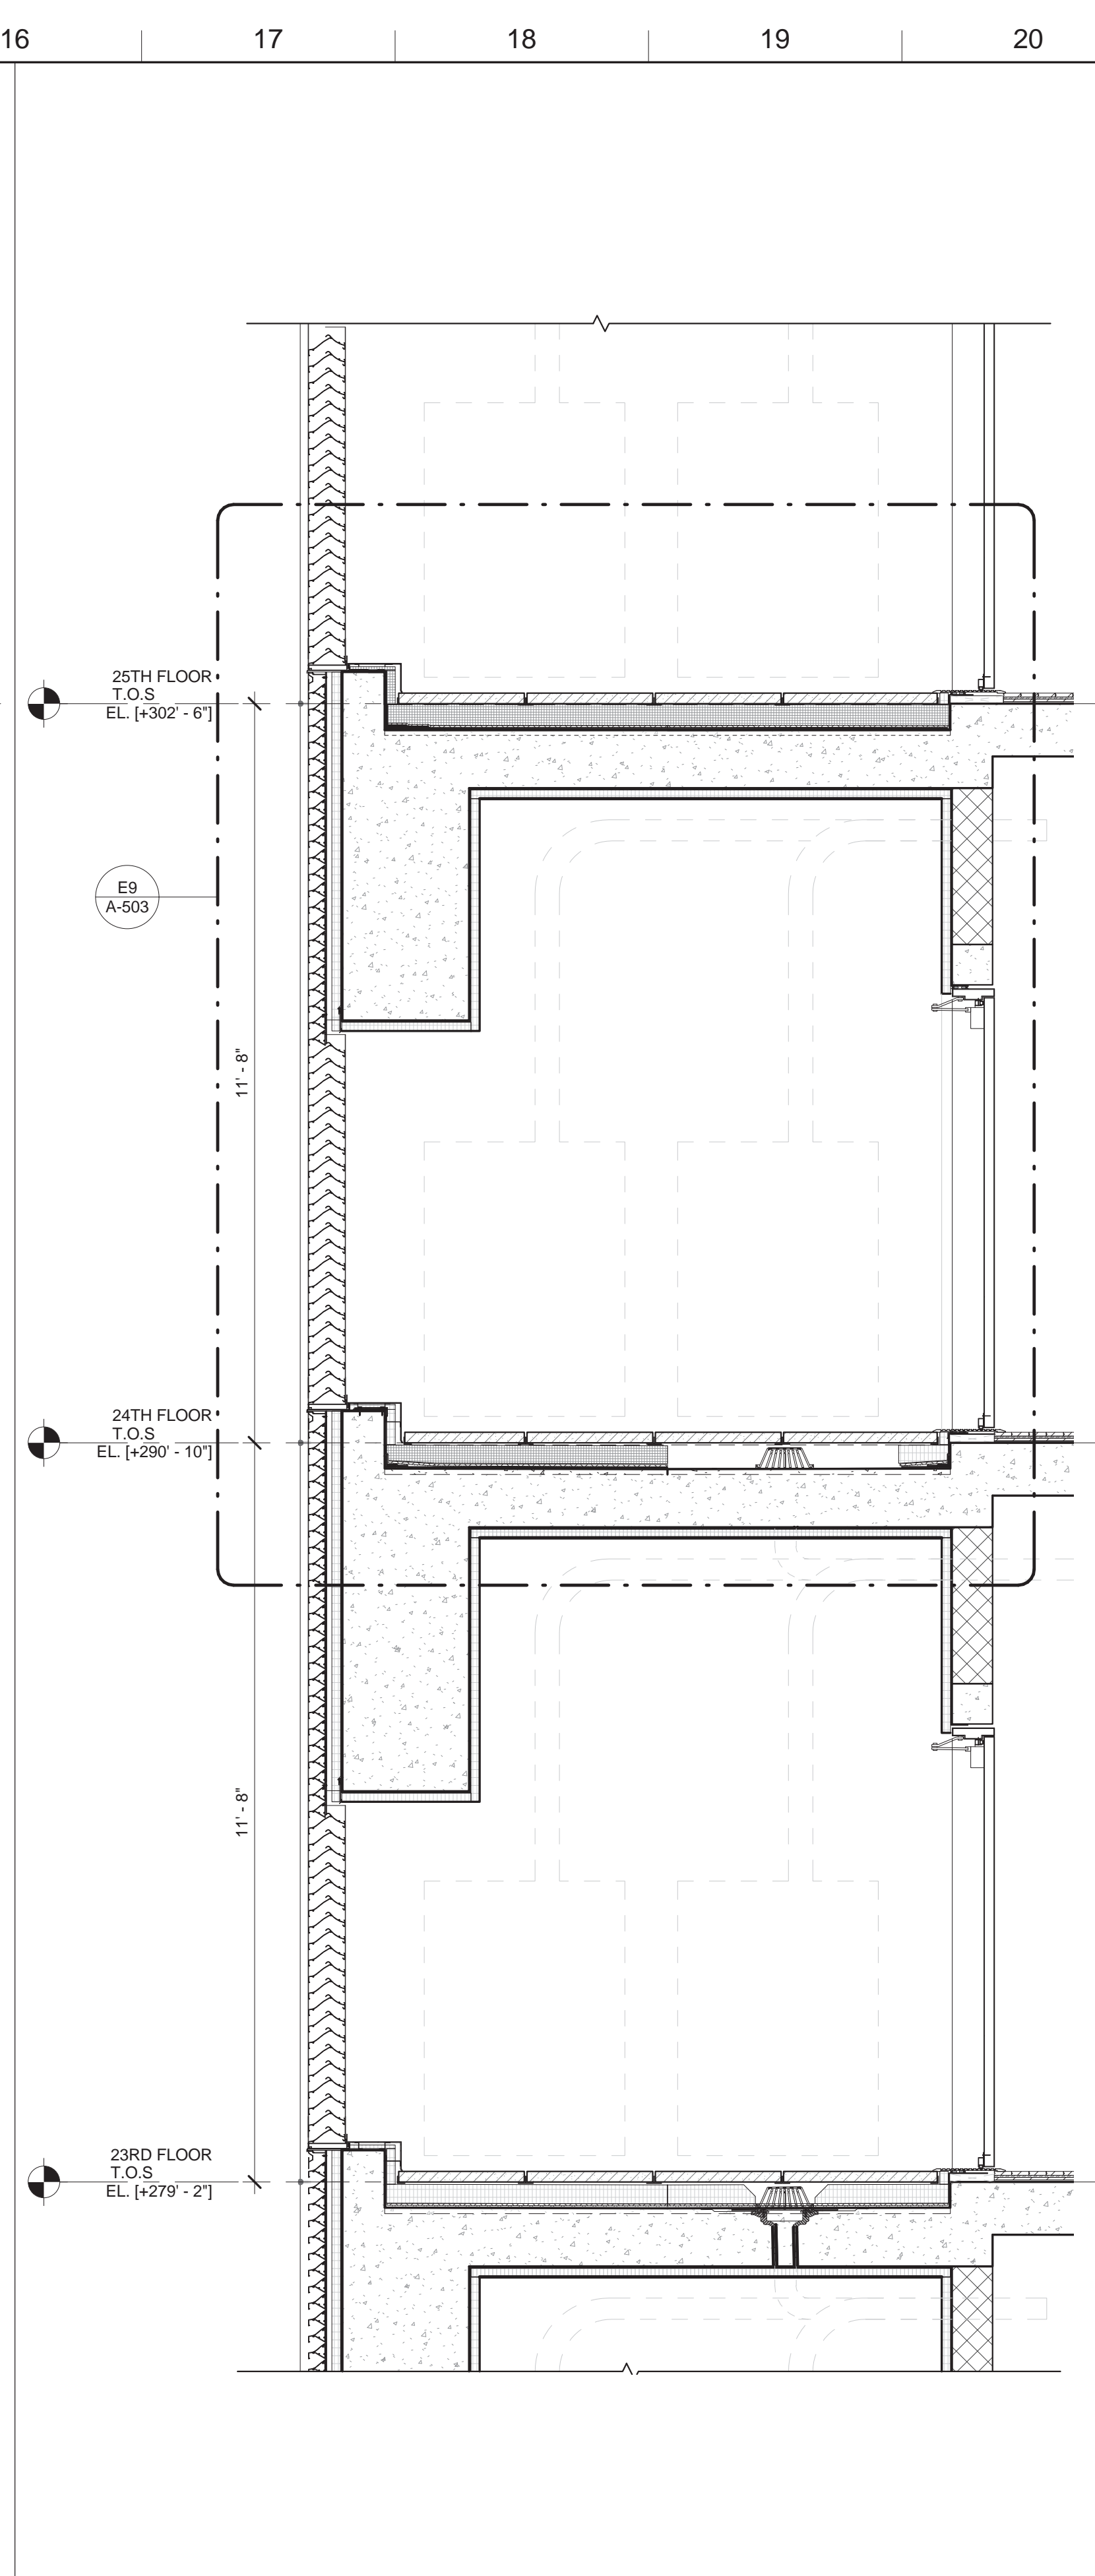 16 17 18 19 20
25TH FLOOR
T.O.S
EL. [+302' - 6"]
E9
A-503
11' - 8"
24TH FLOOR
T.O.S
EL. [+290' - 10"]
11' - 8"
23RD FLOOR
T.O.S
EL. [+279' - 2"]